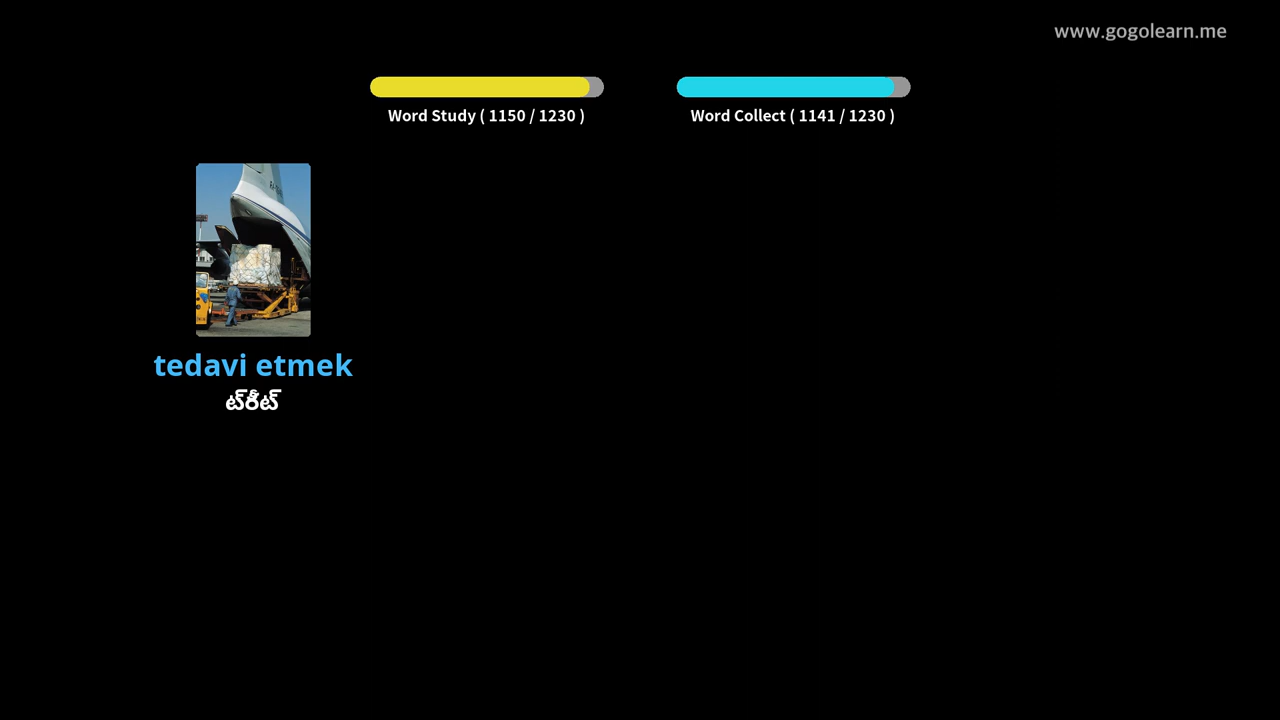 www.gogolearn.me
Word Study ( 1150 / 1230 )
Word Collect ( 1141 / 1230 )
tedavi etmek
ట్రీట్